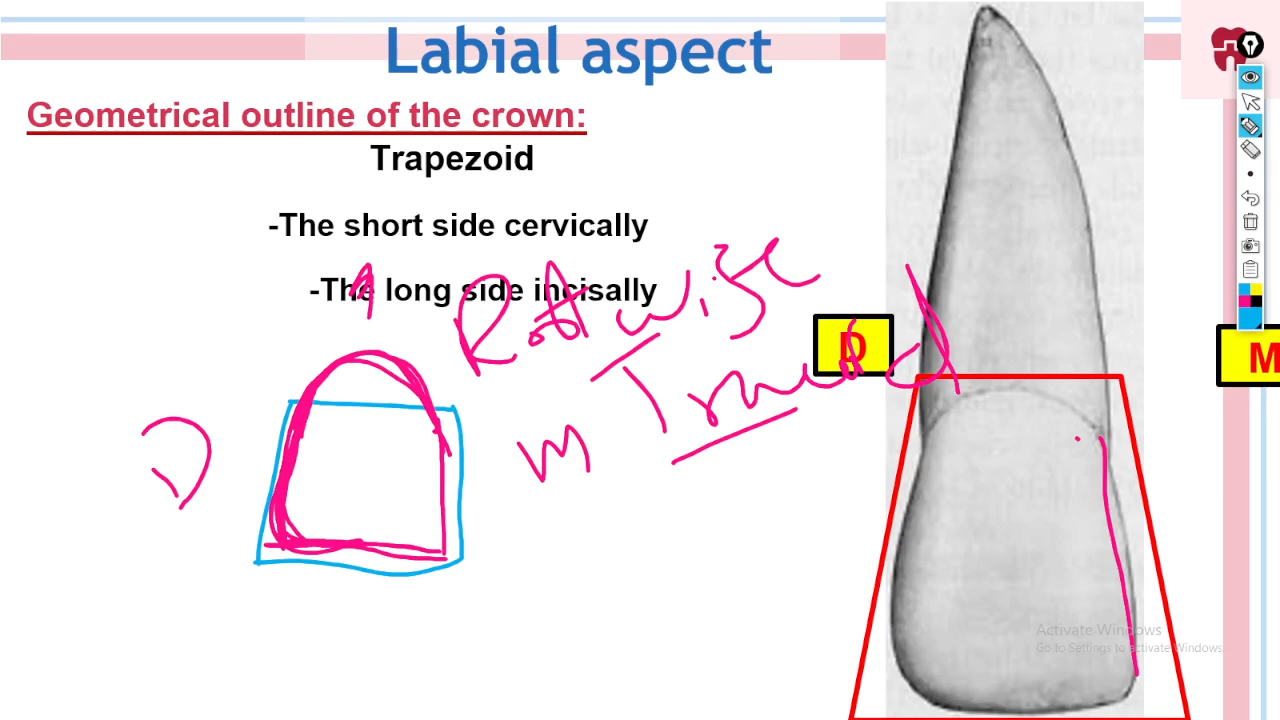 Labial aspect
Geometrical outline of the crown:
Trapezoid
-The short side cervically
-The long side incisally
wise
D
M
D
m
Activate Windows
Go to Settings to activate Windows.